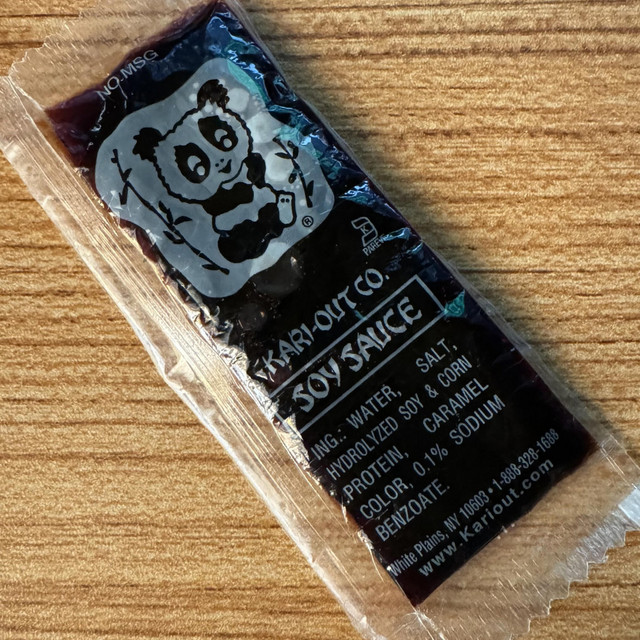 NO MSG
®
KARI-OUT CO.
SOY SAUCE
ING.: WATER, SALT,
HYDROLYZED SOY & CORN
PROTEIN, CARAMEL
COLOR, 0.1% SODIUM
BENZOATE.
White Plains, NY 10603 • 1-888-328-1688
www.Kariout.com